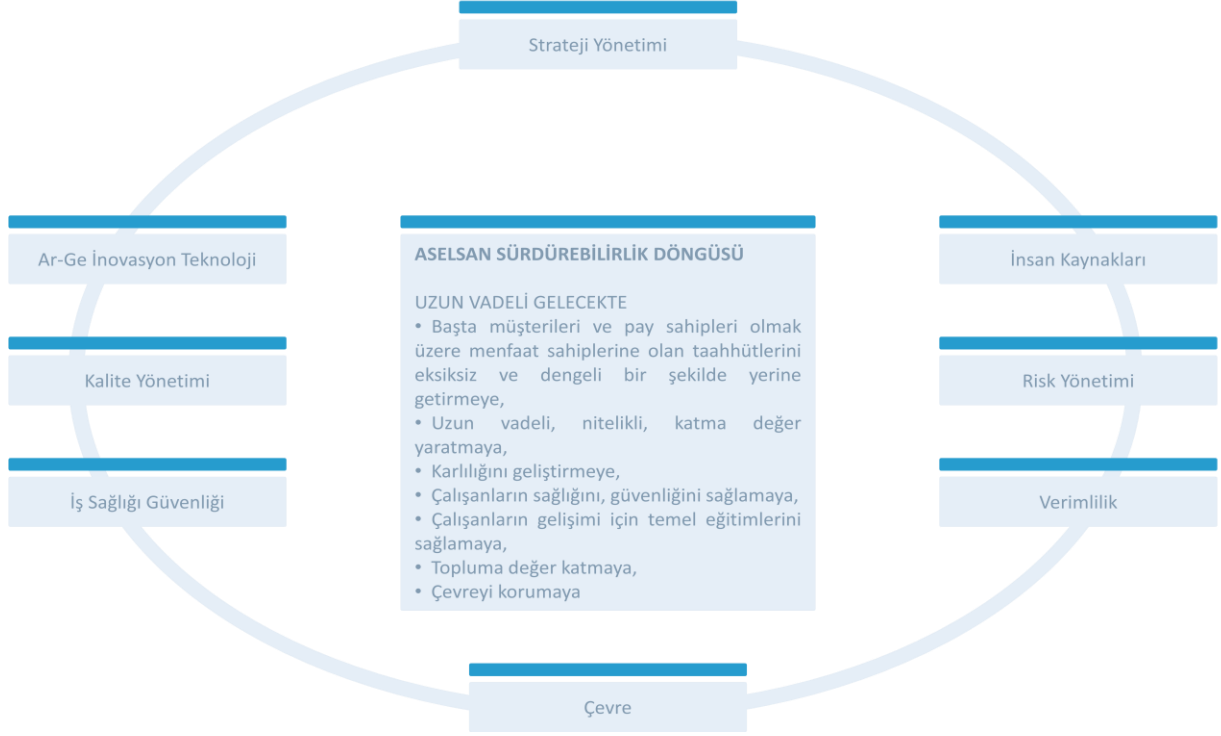 Strateji Yönetimi
Ar-Ge İnovasyon Teknoloji
Kalite Yönetimi
İş Sağlığı Güvenliği
ASELSAN SÜRDÜREBİLİRLİK DÖNGÜSÜ
UZUN VADELİ GELECEKTE
• Başta müşterileri ve pay sahipleri olmak
üzere menfaat sahiplerine olan taahhütlerini
eksiksiz ve dengeli bir şekilde yerine
getirmeye,
• Uzun vadeli, nitelikli, katma değer
yaratmaya,
• Karlılığını geliştirmeye,
• Çalışanların sağlığını, güvenliğini sağlamaya,
• Çalışanların gelişimi için temel eğitimlerini
sağlamaya,
• Topluma değer katmaya,
• Çevreyi korumaya
İnsan Kaynakları
Risk Yönetimi
Verimlilik
Çevre